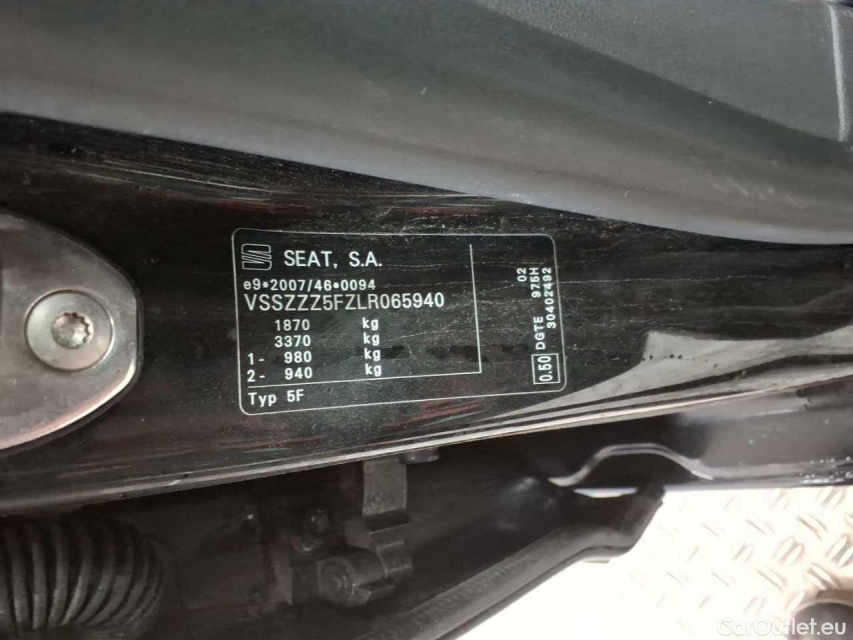 SEAT, S.A.
e9*2007/46*0094
VSSZZZ5FZLR065940
1870 kg
3370 kg
1- 980 kg
2- 940 kg
Typ 5F
0.50 DGTE 975H 02
30402492
CarOutlet.eu